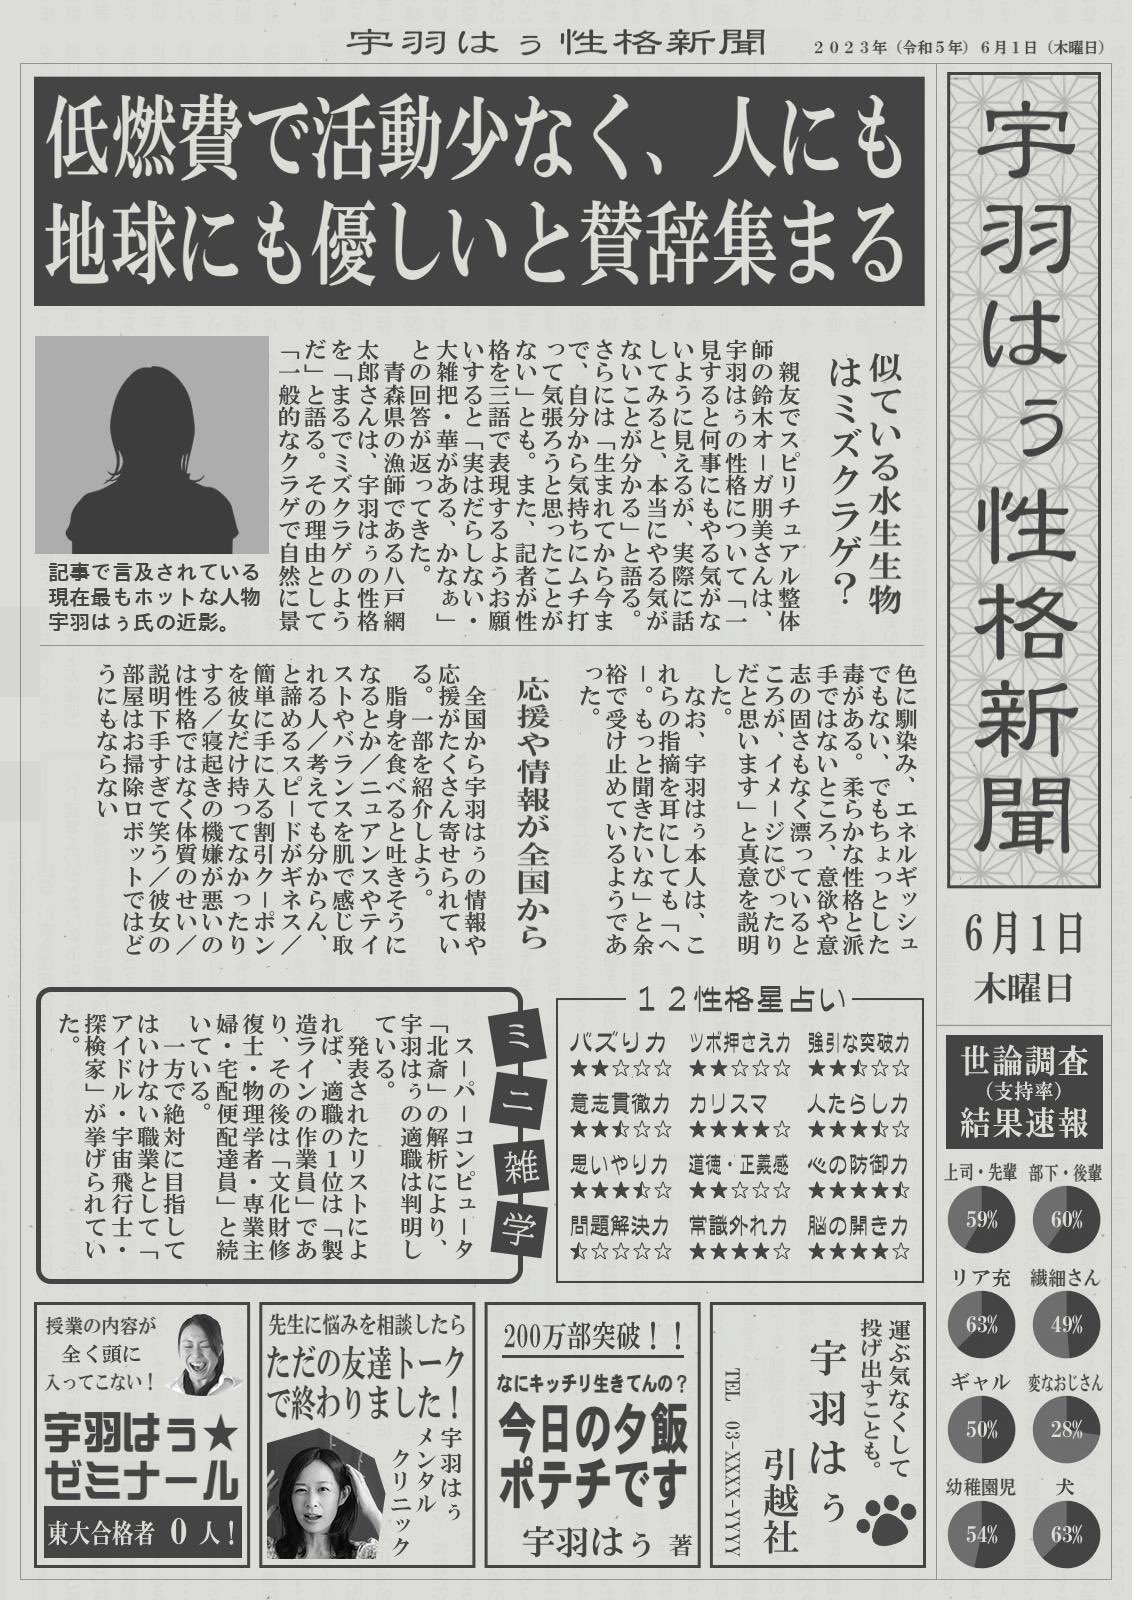 宇羽はぅ性格新聞
2023年（令和5年）6月1日（木曜日）
宇羽はぅ性格新聞
6月1日
木曜日
低燃費で活動少なく、人にも
地球にも優しいと賛辞集まる
似ている水生生物
はミズクラゲ？
親友でスピリチュアル整体
師の鈴木オーガ朋美さんは、
宇羽はぅの性格について「一
見すると何事にもやる気がな
いように見えるが、実際に話
してみると、本当にやる気が
ないことが分かる」と語る。
さらには「生まれてから今ま
で、自分から気持ちにムチ打
って気張ろうと思ったことが
ない」とも。また、記者が性
格を三語で表現するようお願
いすると「実はだらしない・
大雑把・華がある、かなぁ」
との回答が返ってきた。
青森県の漁師である八戸網
太郎さんは、宇羽はぅの性格
を「まるでミズクラゲのよう
だ」と語る。その理由として
「一般的なクラゲで自然に景
記事で言及されている
現在最もホットな人物
宇羽はぅ氏の近影。
色に馴染み、エネルギッシュ
でもない、でもちょっとした
毒がある。柔らかな性格と派
手ではないところ、意欲や意
志の固さもなく漂っていると
ころが、イメージにぴったり
だと思います」と真意を説明
した。
なお、宇羽はぅ本人は、こ
れらの指摘を耳にしても「へ
ー。もっと聞きたいな」と余
裕で受け止めているようであ
った。
応援や情報が全国から
全国から宇羽はぅの情報や
応援がたくさん寄せられてい
る。一部を紹介しよう。
脂身を食べると吐きそうに
なるとか／ニュアンスやテイ
ストやバランスを肌で感じ取
れる人／考えても分からん、
と諦めるスピードがギネス／
簡単に手に入る割引クーポン
を彼女だけ持ってなかったり
する／寝起きの機嫌が悪いの
は性格ではなく体質のせい／
説明下手すぎて笑う／彼女の
部屋はお掃除ロボットではど
うにもならない
12性格星占い
バズり力
★★☆☆☆
ツボ押さえ力
★★☆☆☆
強引な突破力
★★⯪☆☆
意志貫徹力
★★⯪☆☆
カリスマ
★★★★☆
人たらし力
★★★⯪☆
思いやり力
★★★⯪☆
道徳・正義感
★★☆☆☆
心の防御力
★★★★⯪
問題解決力
⯪☆☆☆☆
常識外れ力
★★★★☆
脳の開き力
★★★★☆
ミニ雑学
スーパーコンピュータ
「北斎」の解析により、
宇羽はぅの適職は判明し
ている。
発表されたリストによ
れば、適職の1位は「製
造ラインの作業員」であ
り、その後は「文化財修
復士・物理学者・専業主
婦・宅配便配達員」と続
いている。
一方で絶対に目指して
はいけない職業として「
アイドル・宇宙飛行士・
探検家」が挙げられてい
た。
世論調査
（支持率）
結果速報
上司・先輩
59%
部下・後輩
60%
リア充
63%
繊細さん
49%
ギャル
50%
変なおじさん
28%
幼稚園児
54%
犬
63%
運ぶ気なくして
投げ出すことも。
宇羽はぅ
引越社
TEL 03-XXXX-YYYY
200万部突破！！
なにキッチリ生きてんの？
今日の夕飯
ポテチです
宇羽はぅ 著
先生に悩みを相談したら
ただの友達トーク
で終わりました！
宇羽はぅ
メンタル
クリニック
授業の内容が
全く頭に
入ってこない！
宇羽はぅ★
ゼミナール
東大合格者 0 人！